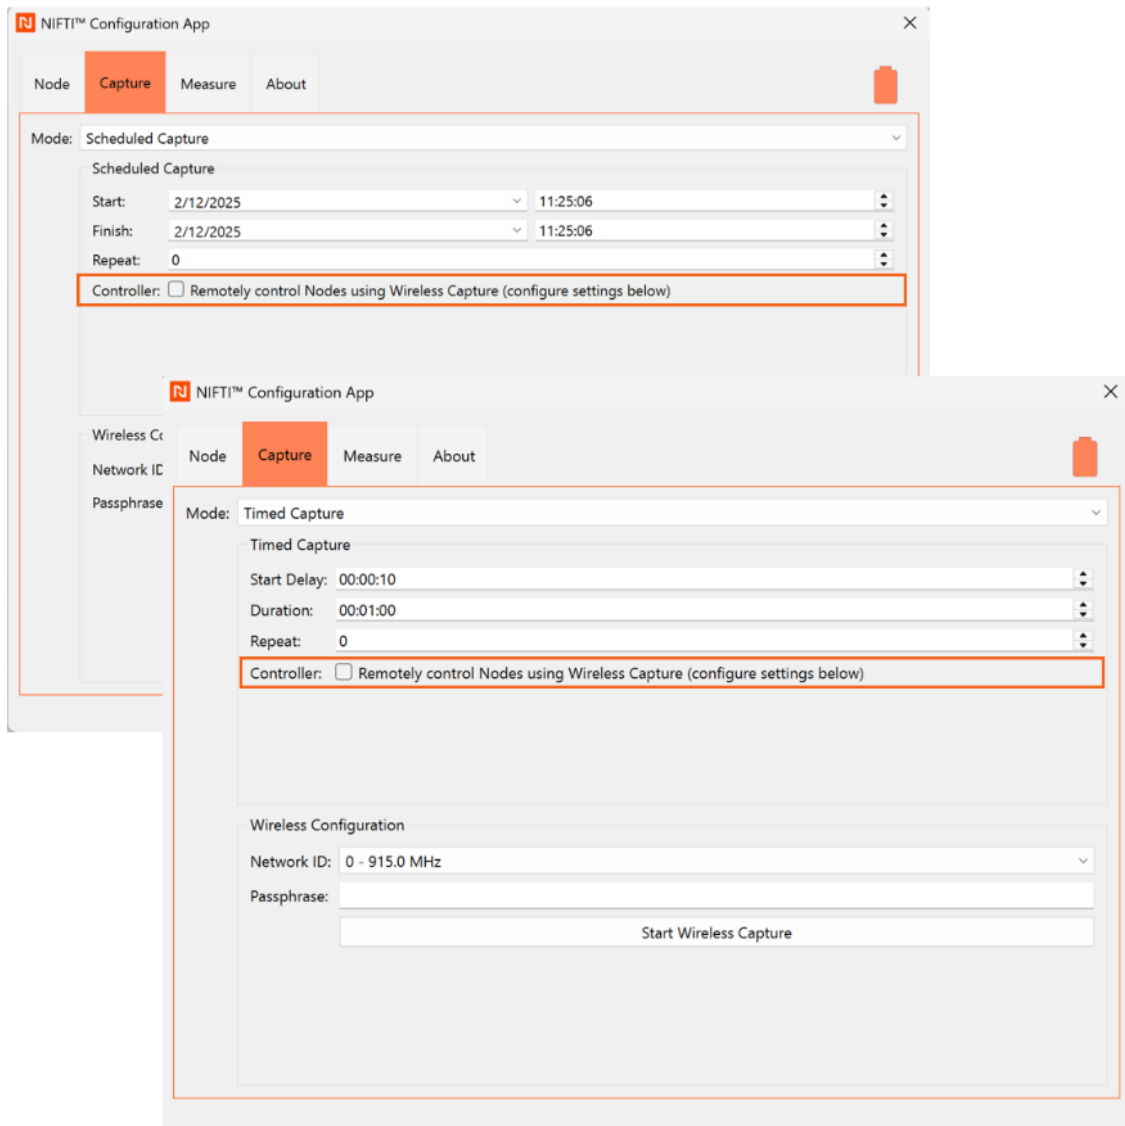 NIFTI™ Configuration App
Node Capture Measure About
Mode: Scheduled Capture
Scheduled Capture
Start: 2/12/2025 11:25:06
Finish: 2/12/2025 11:25:06
Repeat: 0
Controller: Remotely control Nodes using Wireless Capture (configure settings below)
Wireless
Network ID
Passphrase
NIFTI™ Configuration App
Node Capture Measure About
Mode: Timed Capture
Timed Capture
Start Delay: 00:00:10
Duration: 00:01:00
Repeat: 0
Controller: Remotely control Nodes using Wireless Capture (configure settings below)
Wireless Configuration
Network ID: 0 - 915.0 MHz
Passphrase:
Start Wireless Capture